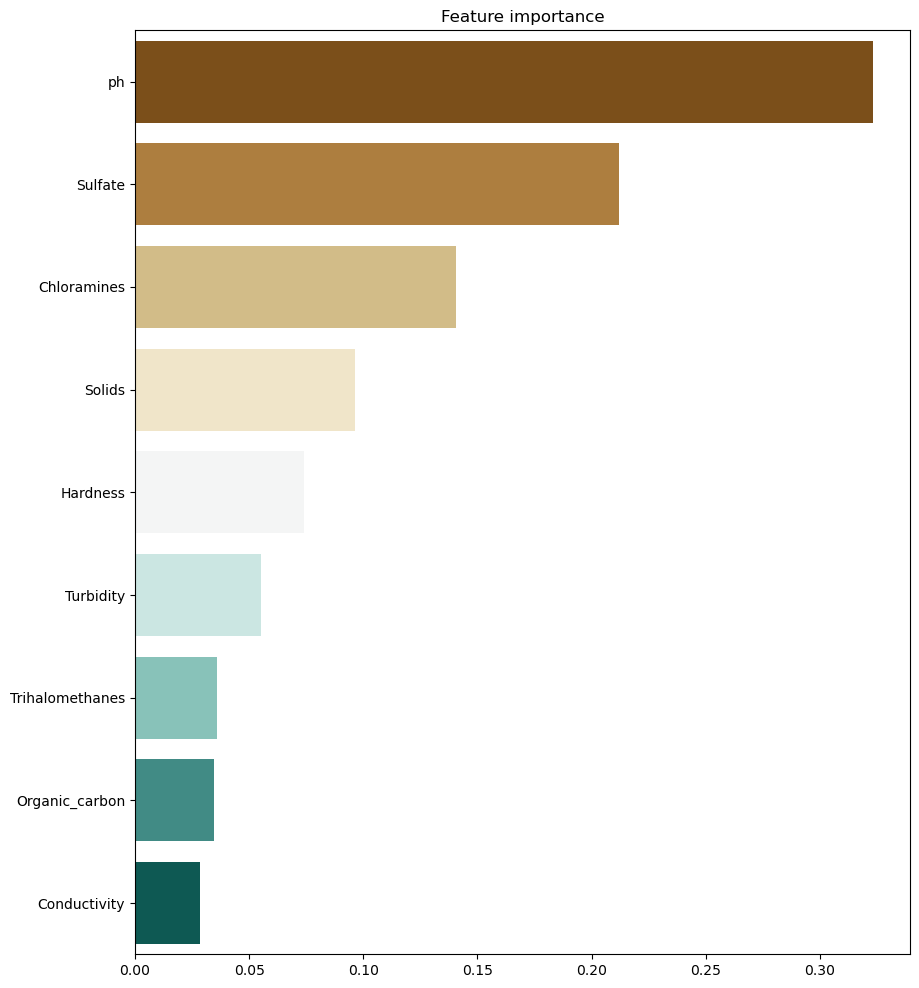 Feature importance
ph
Sulfate
Chloramines
Solids
Hardness
Turbidity
Trihalomethanes
Organic_carbon
Conductivity
0.00 0.05 0.10 0.15 0.20 0.25 0.30